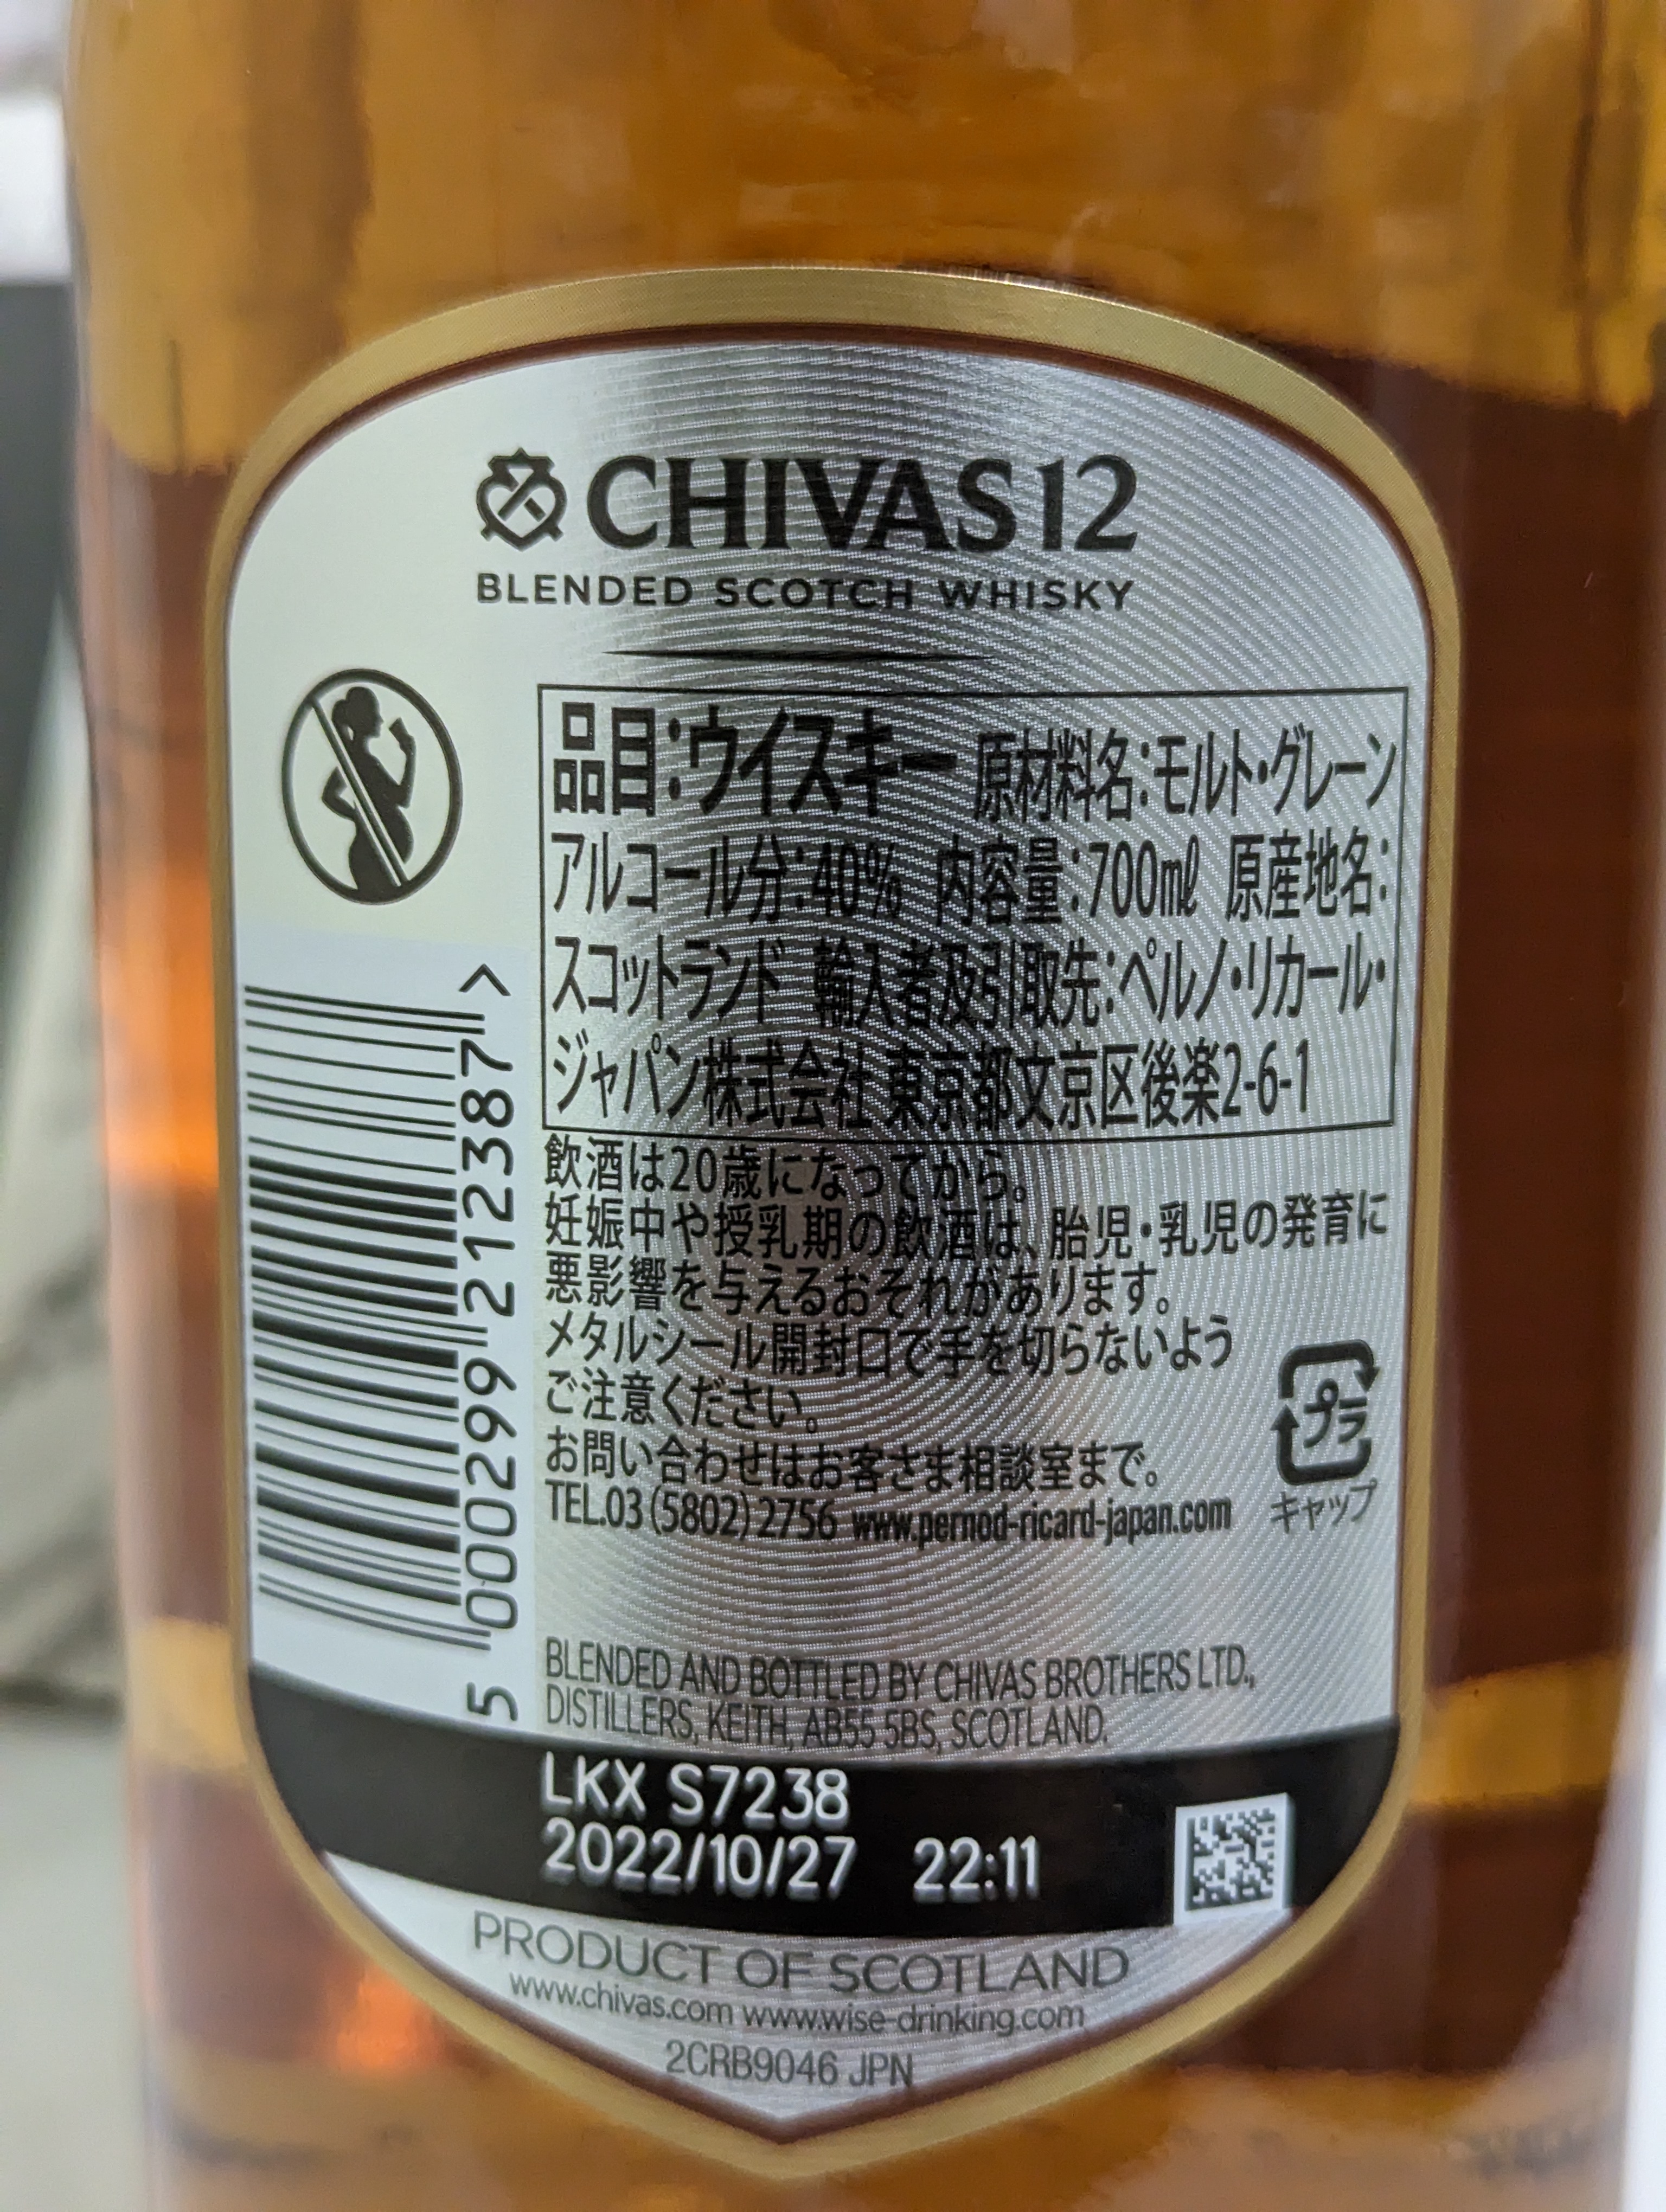 CHIVAS 12
BLENDED SCOTCH WHISKY
品目:ウイスキー 原材料名:モルト・グレーン
アルコール分:40% 内容量:700mℓ 原産地名:
スコットランド 輸入者及引取先:ペルノ・リカール・
ジャパン株式会社 東京都文京区後楽2-6-1
飲酒は20歳になってから。
妊娠中や授乳期の飲酒は、胎児・乳児の発育に
悪影響を与えるおそれがあります。
メタルシール開封口で手を切らないよう
ご注意ください。
お問い合わせはお客さま相談室まで。
TEL.03(5802)2756 www.pernod-ricard-japan.com
プラ
キャップ
5 000299 212387 >
BLENDED AND BOTTLED BY CHIVAS BROTHERS LTD.,
DISTILLERS, KEITH, AB55 5BS, SCOTLAND.
LKX S7238
2022/10/27 22:11
PRODUCT OF SCOTLAND
www.chivas.com www.wise-drinking.com
2CRB9046 JPN